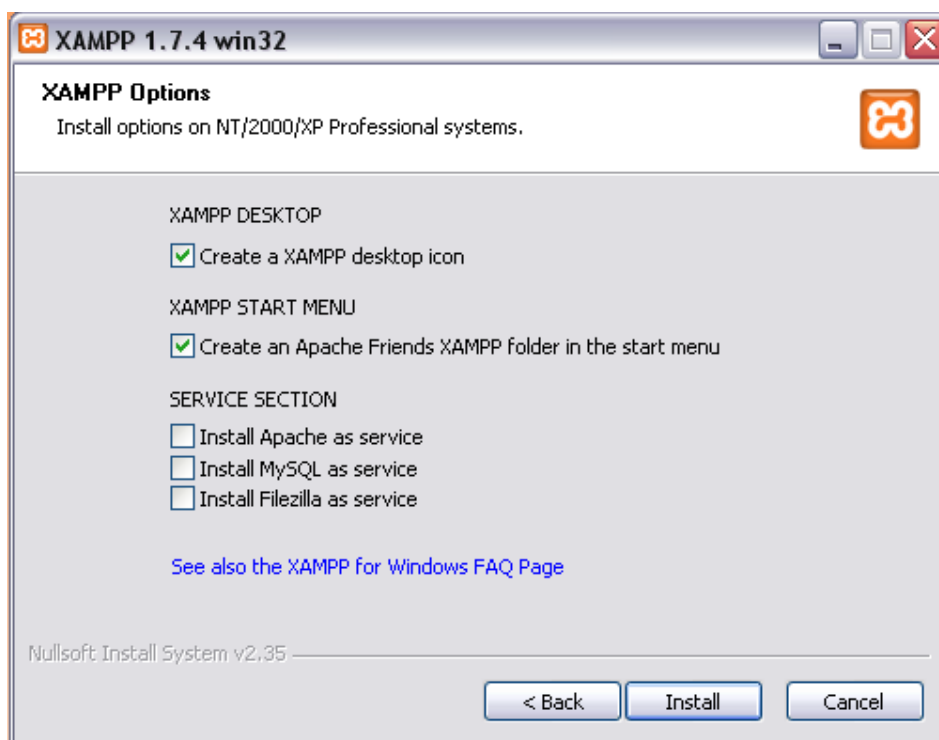 XAMPP 1.7.4 win32
XAMPP Options
Install options on NT/2000/XP Professional systems.
XAMPP DESKTOP
Create a XAMPP desktop icon
XAMPP START MENU
Create an Apache Friends XAMPP folder in the start menu
SERVICE SECTION
Install Apache as service
Install MySQL as service
Install Filezilla as service
See also the XAMPP for Windows FAQ Page
Nullsoft Install System v2.35
< Back Install Cancel